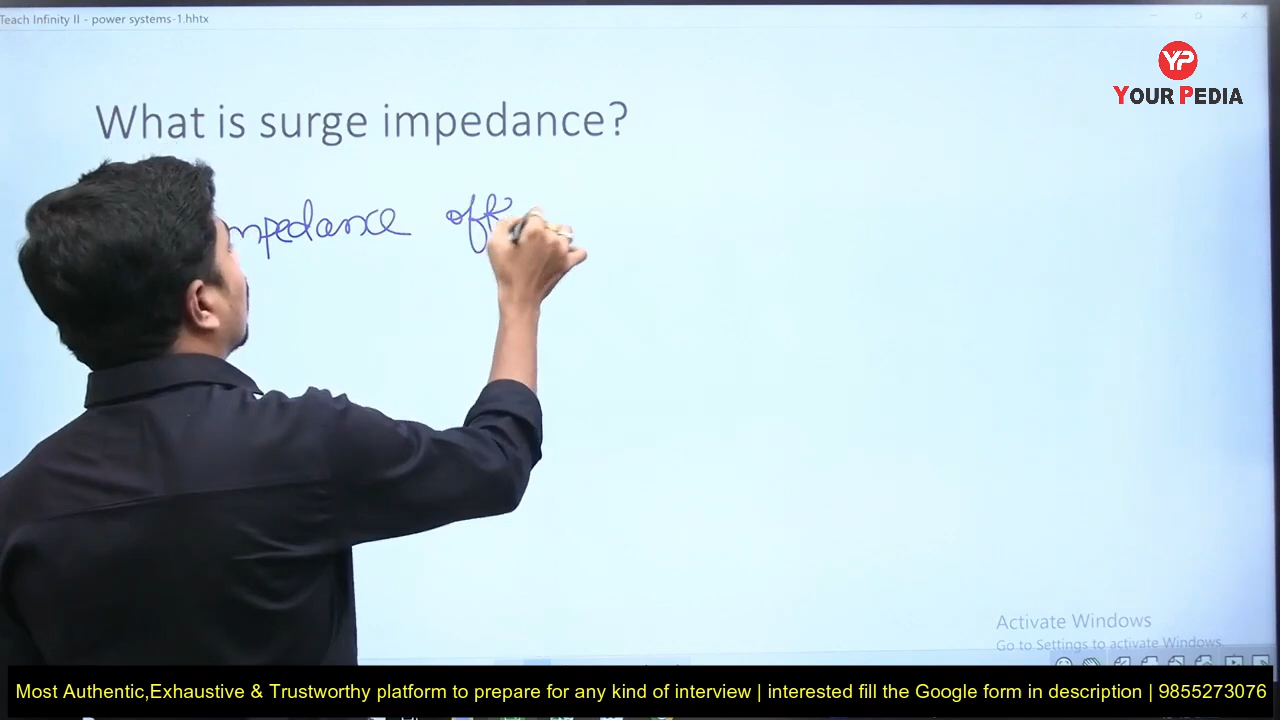 Teach Infinity II - power systems-1.hhtx
YP
YOUR PEDIA
What is surge impedance?
mpedance off
Activate Windows
Go to Settings to activate Windows.
Most Authentic,Exhaustive & Trustworthy platform to prepare for any kind of interview | interested fill the Google form in description | 9855273076